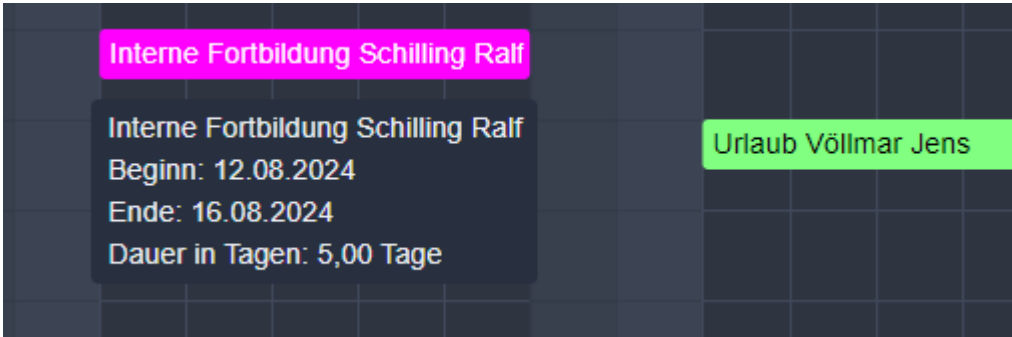 Interne Fortbildung Schilling Ralf
Interne Fortbildung Schilling Ralf
Beginn: 12.08.2024
Ende: 16.08.2024
Dauer in Tagen: 5,00 Tage
Urlaub Völlmar Jens